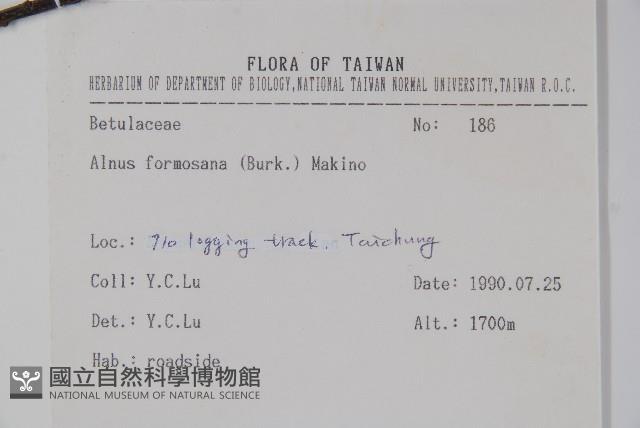 FLORA OF TAIWAN
HERBARIUM OF DEPARTMENT OF BIOLOGY,NATIONAL TAIWAN NORMAL UNIVERSITY,TAIWAN R.O.C.
Betulaceae No: 186
Alnus formosana (Burk.) Makino
Loc.: 710 logging track, Taichung
Coll: Y.C.Lu Date: 1990.07.25
Det.: Y.C.Lu Alt.: 1700m
Hab.: roadside
國立自然科學博物館
NATIONAL MUSEUM OF NATURAL SCIENCE